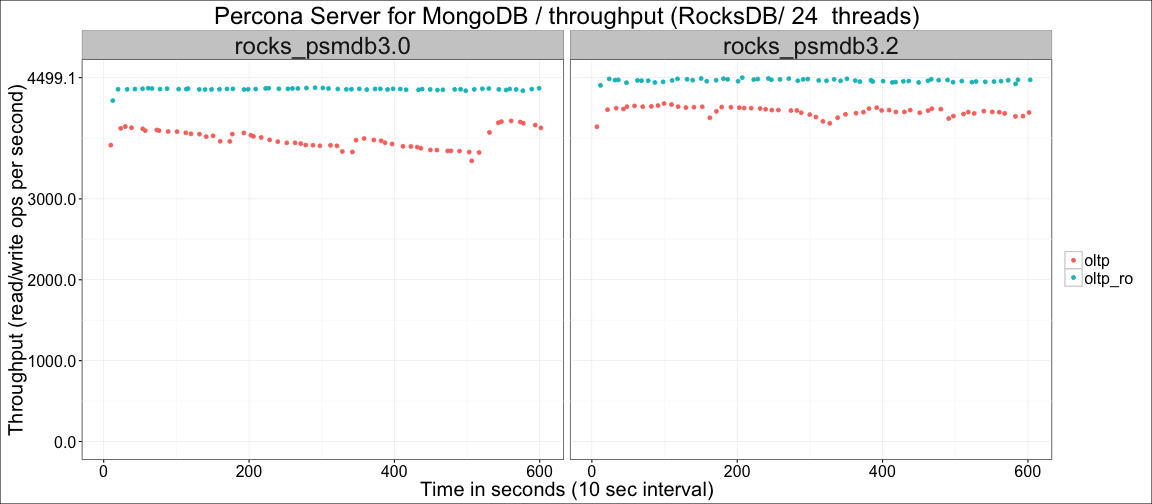 Percona Server for MongoDB / throughput (RocksDB/ 24  threads)
rocks_psmdb3.0
rocks_psmdb3.2
Throughput (read/write ops per second)
4499.1
3000.0
2000.0
1000.0
0.0
oltp
oltp_ro
0 200 400 600
0 200 400 600
Time in seconds (10 sec interval)